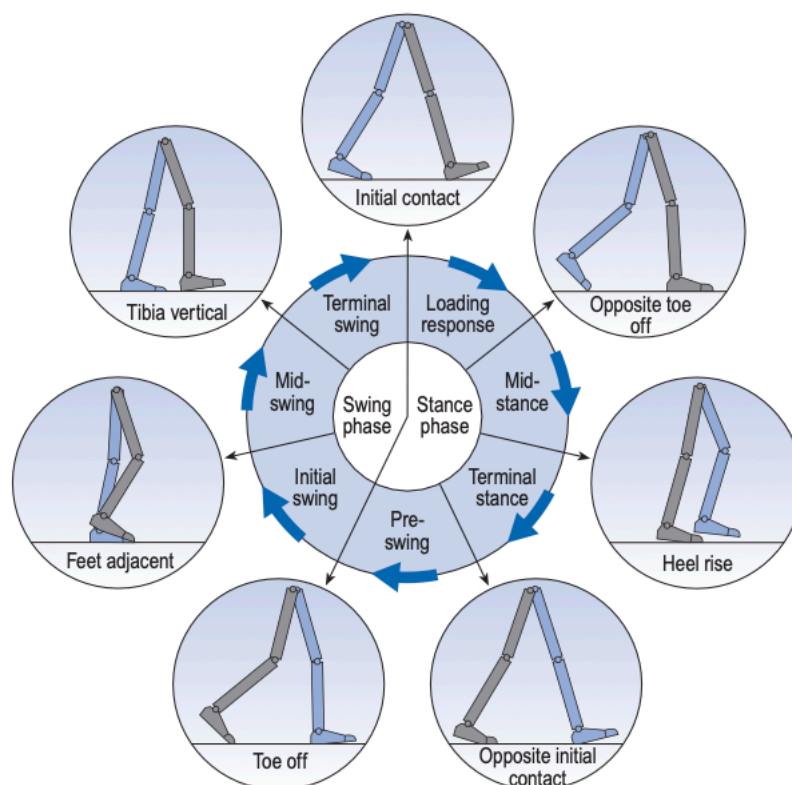 Initial contact
Opposite toe
off
Heel rise
Opposite initial
contact
Toe off
Feet adjacent
Tibia vertical
Loading
response
Mid-
stance
Terminal
stance
Pre-
swing
Initial
swing
Mid-
swing
Terminal
swing
Swing
phase
Stance
phase